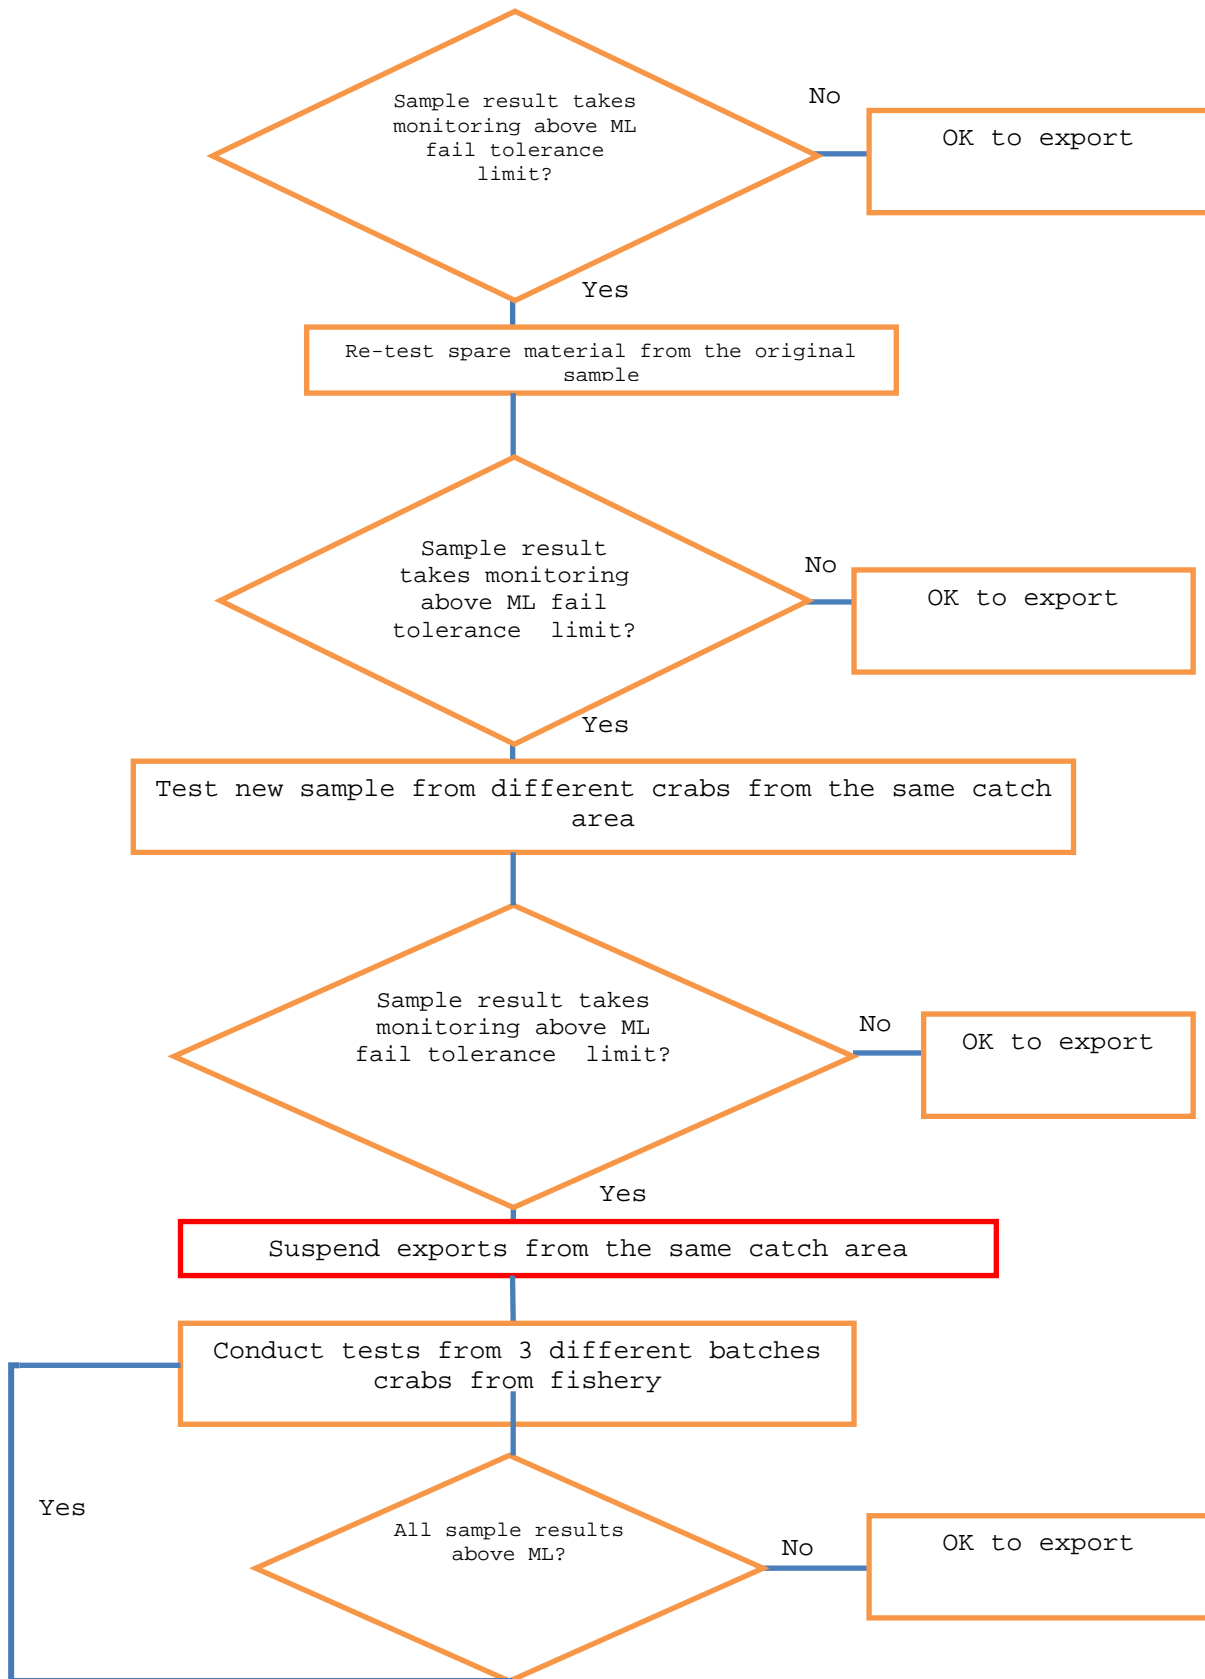 Sample result takes
monitoring above ML
fail tolerance
limit?
No
OK to export
Yes
Re-test spare material from the original
sample
Sample result
takes monitoring
above ML fail
tolerance  limit?
No
OK to export
Yes
Test new sample from different crabs from the same catch
area
Sample result takes
monitoring above ML
fail tolerance  limit?
No
OK to export
Yes
Suspend exports from the same catch area
Conduct tests from 3 different batches
crabs from fishery
Yes
All sample results
above ML?
No
OK to export